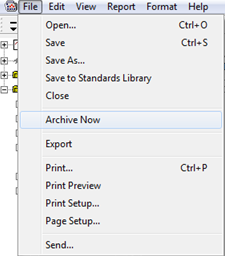 File Edit View Report Format Help
Open... Ctrl+O
Save Ctrl+S
Save As...
Save to Standards Library
Close
Archive Now
Export
Print... Ctrl+P
Print Preview
Print Setup...
Page Setup...
Send...